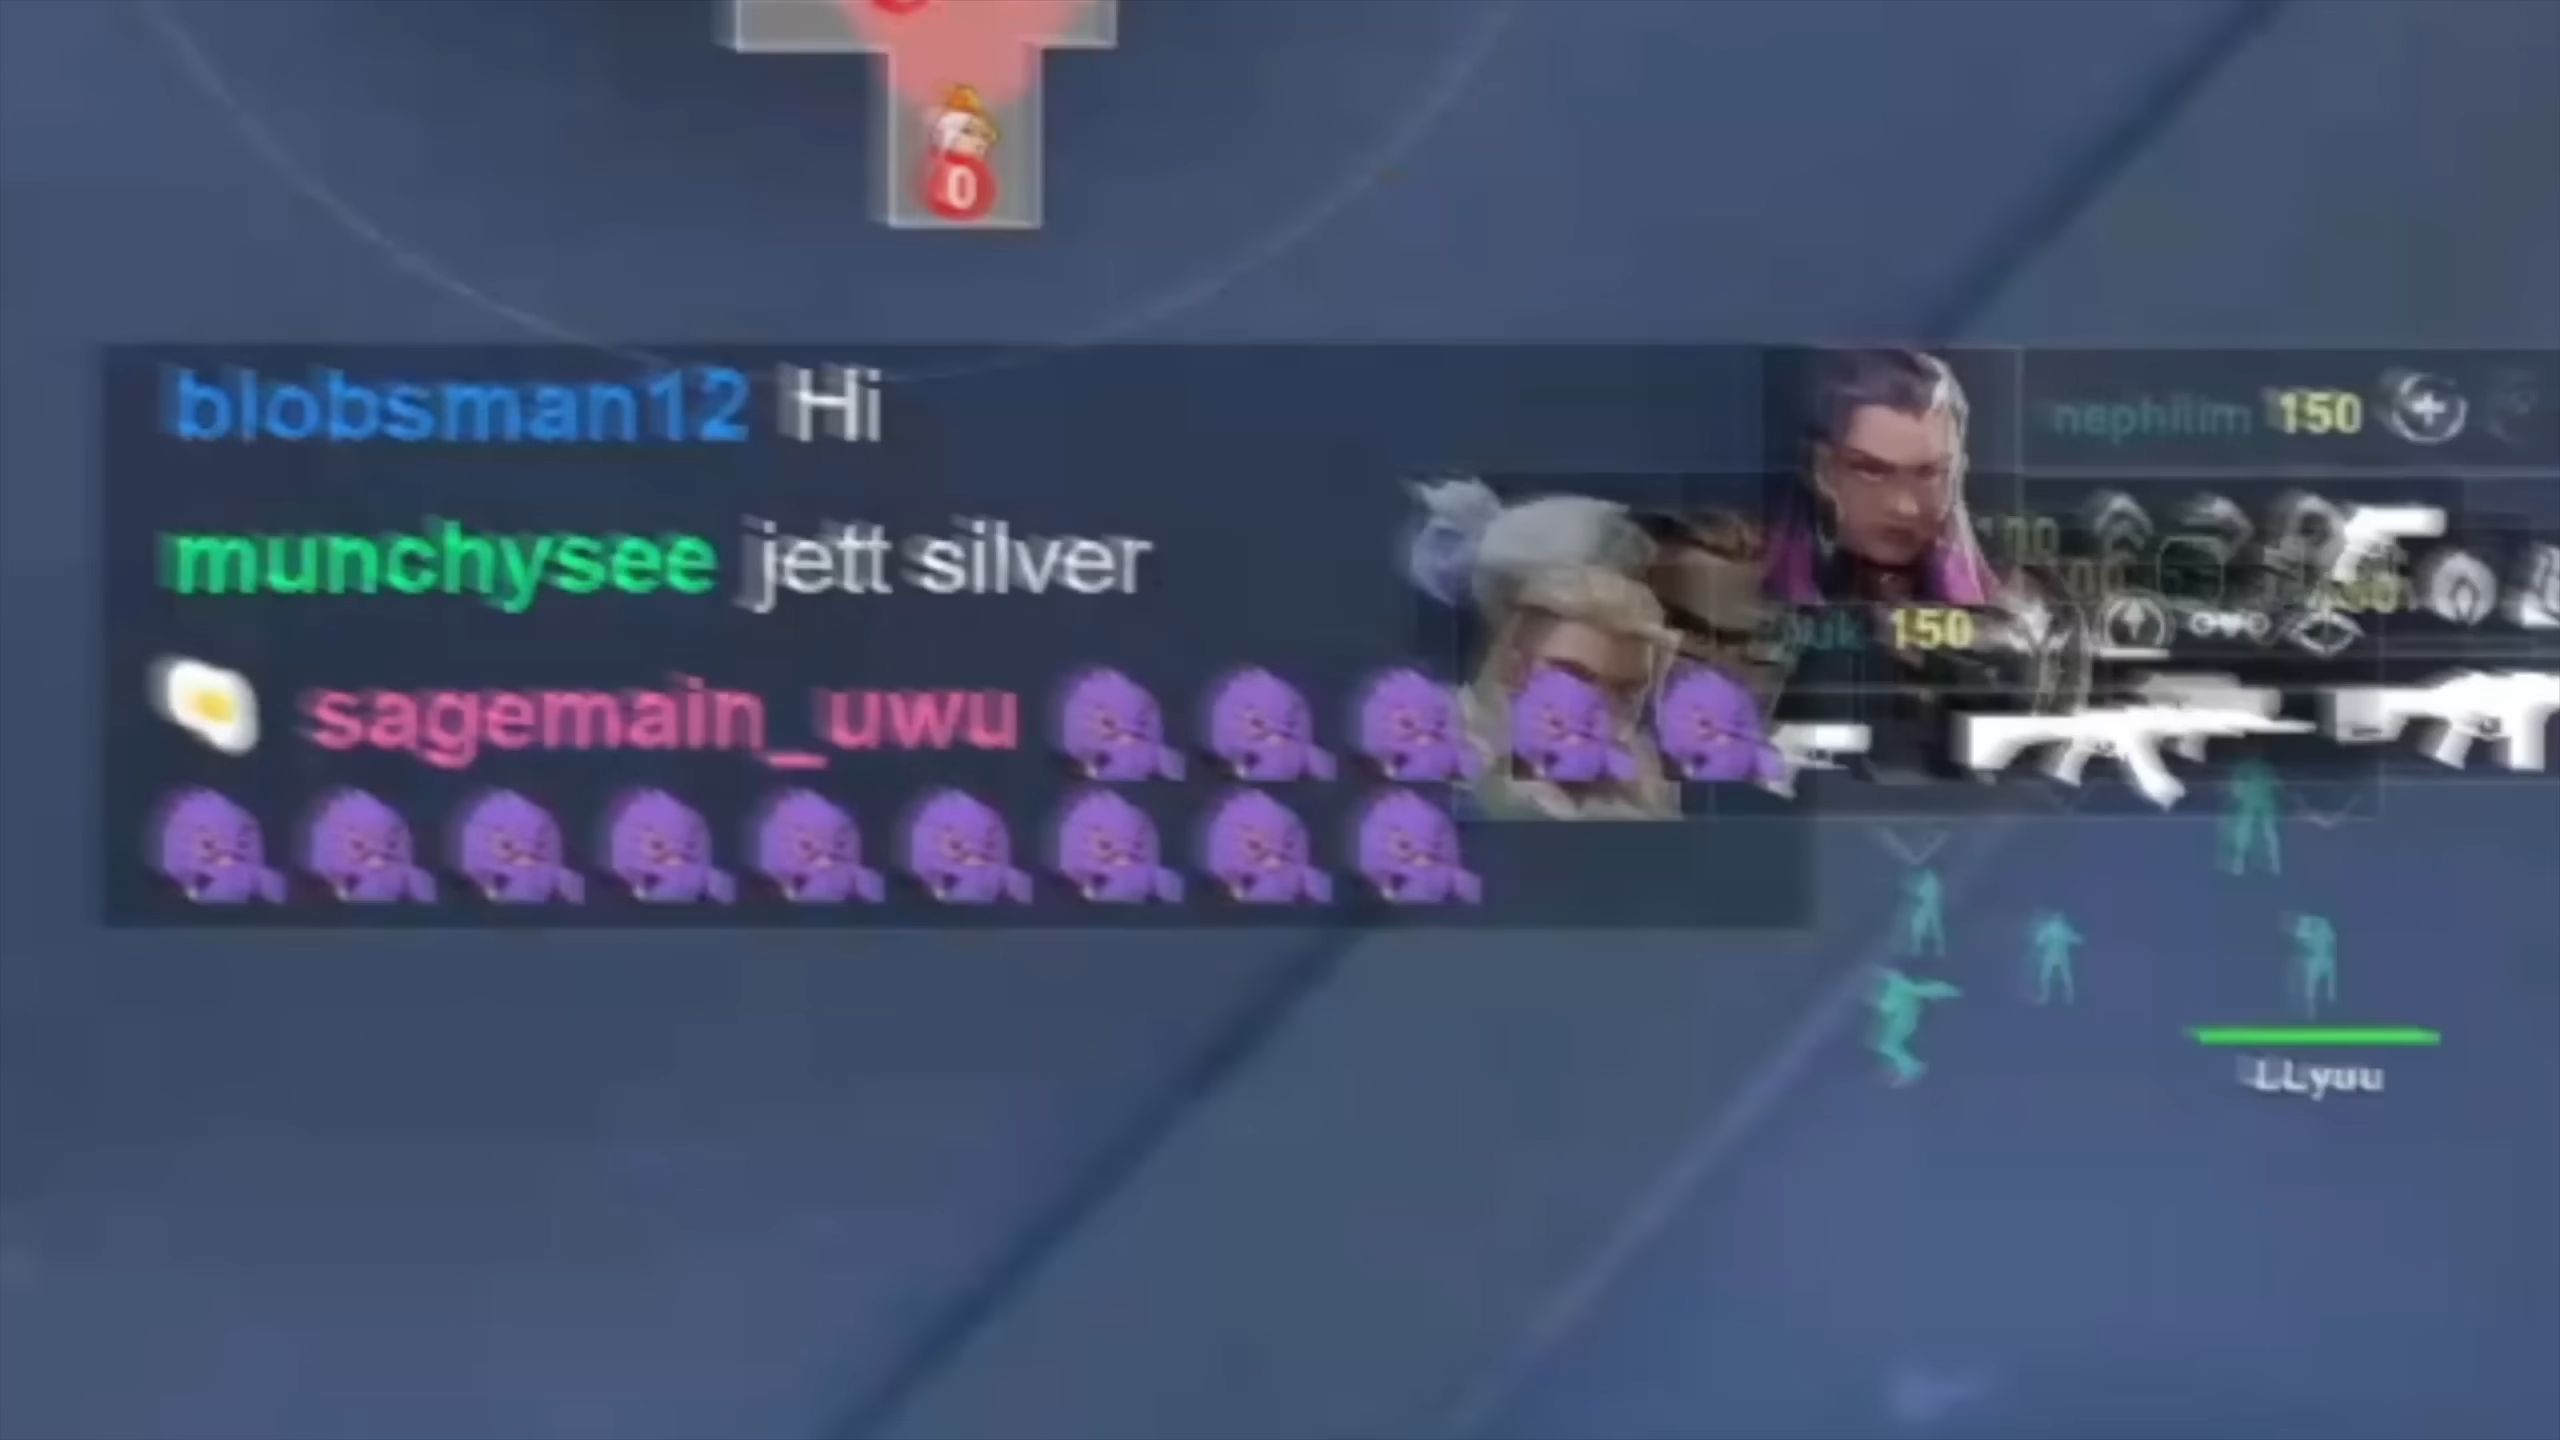 0
blobsman12 Hi
munchysee jett silver
sagemain_uwu
nephilim 150
150
LLyuu